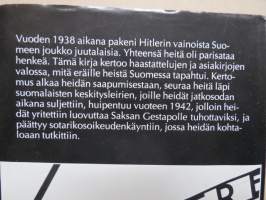 Vuoden 1938 aikana pakeni Hitlerin vainoista Suo-
meen joukko juutalaisia. Yhteensä heitä oli parisataa
henkeä. Tämä kirja kertoo haastattelujen ja asiakirjojen
valossa, mitä eräille heistä Suomessa tapahtui. Kerto-
mus alkaa heidän saapumisestaan, seuraa heitä läpi
suomalaisten keskitysleirien, joille heidät jatkosodan
aikana suljettiin, huipentuu vuoteen 1942, jolloin hei-
dät yritettiin luovuttaa Saksan Gestapolle tuhottaviksi, ja
päättyy sotarikosoikeudenkäyntiin, jossa heidän kohta-
loaan tutkittiin.
ERE